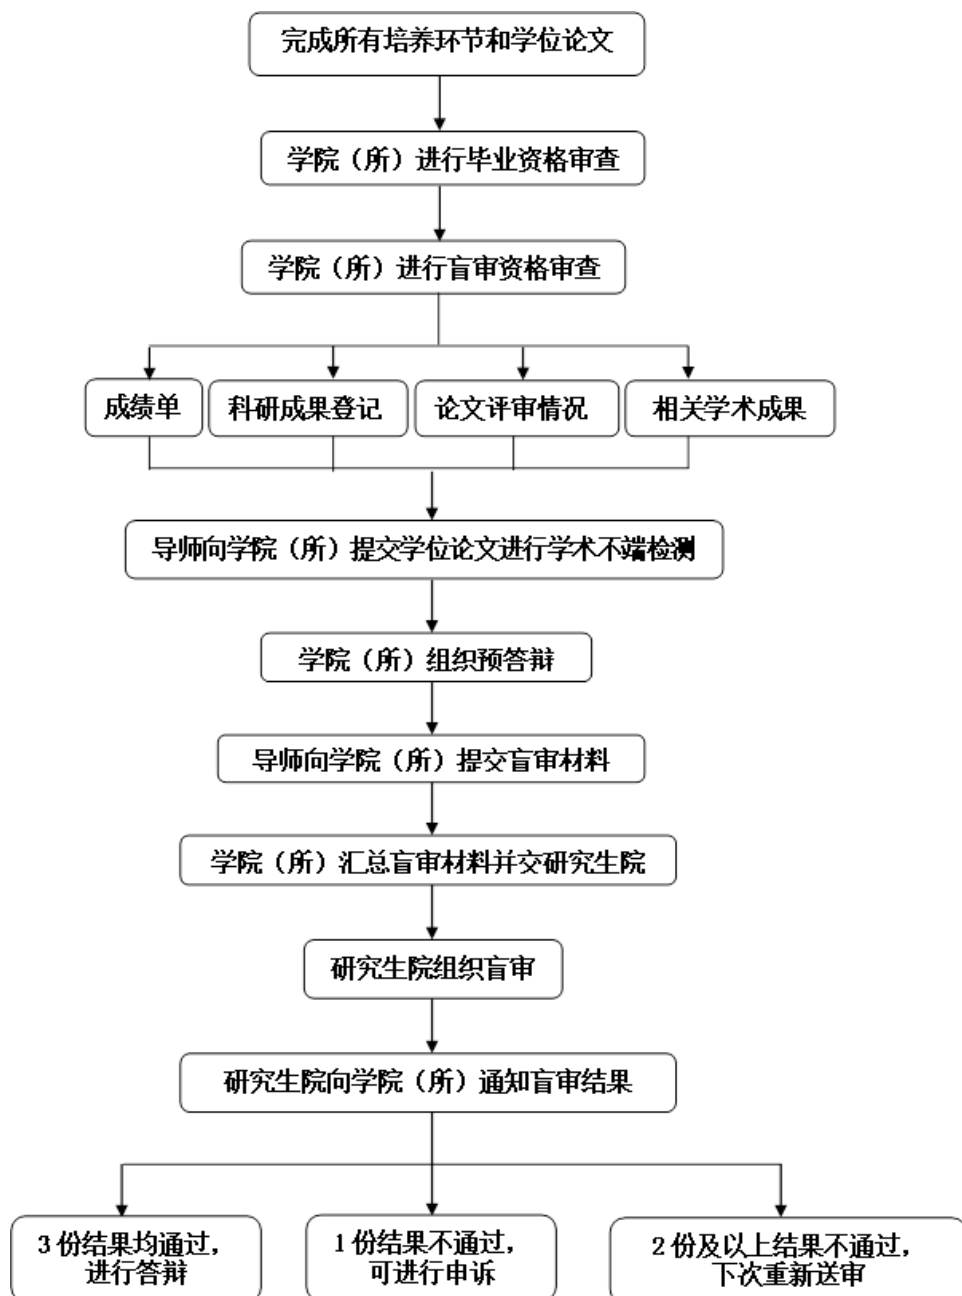 完成所有培养环节和学位论文
学院（所）进行毕业资格审查
学院（所）进行盲审资格审查
成绩单
科研成果登记
论文评审情况
相关学术成果
导师向学院（所）提交学位论文进行学术不端检测
学院（所）组织预答辩
导师向学院（所）提交盲审材料
学院（所）汇总盲审材料并交研究生院
研究生院组织盲审
研究生院向学院（所）通知盲审结果
3 份结果均通过，
进行答辩
1 份结果不通过，
可进行申诉
2 份及以上结果不通过，
下次重新送审